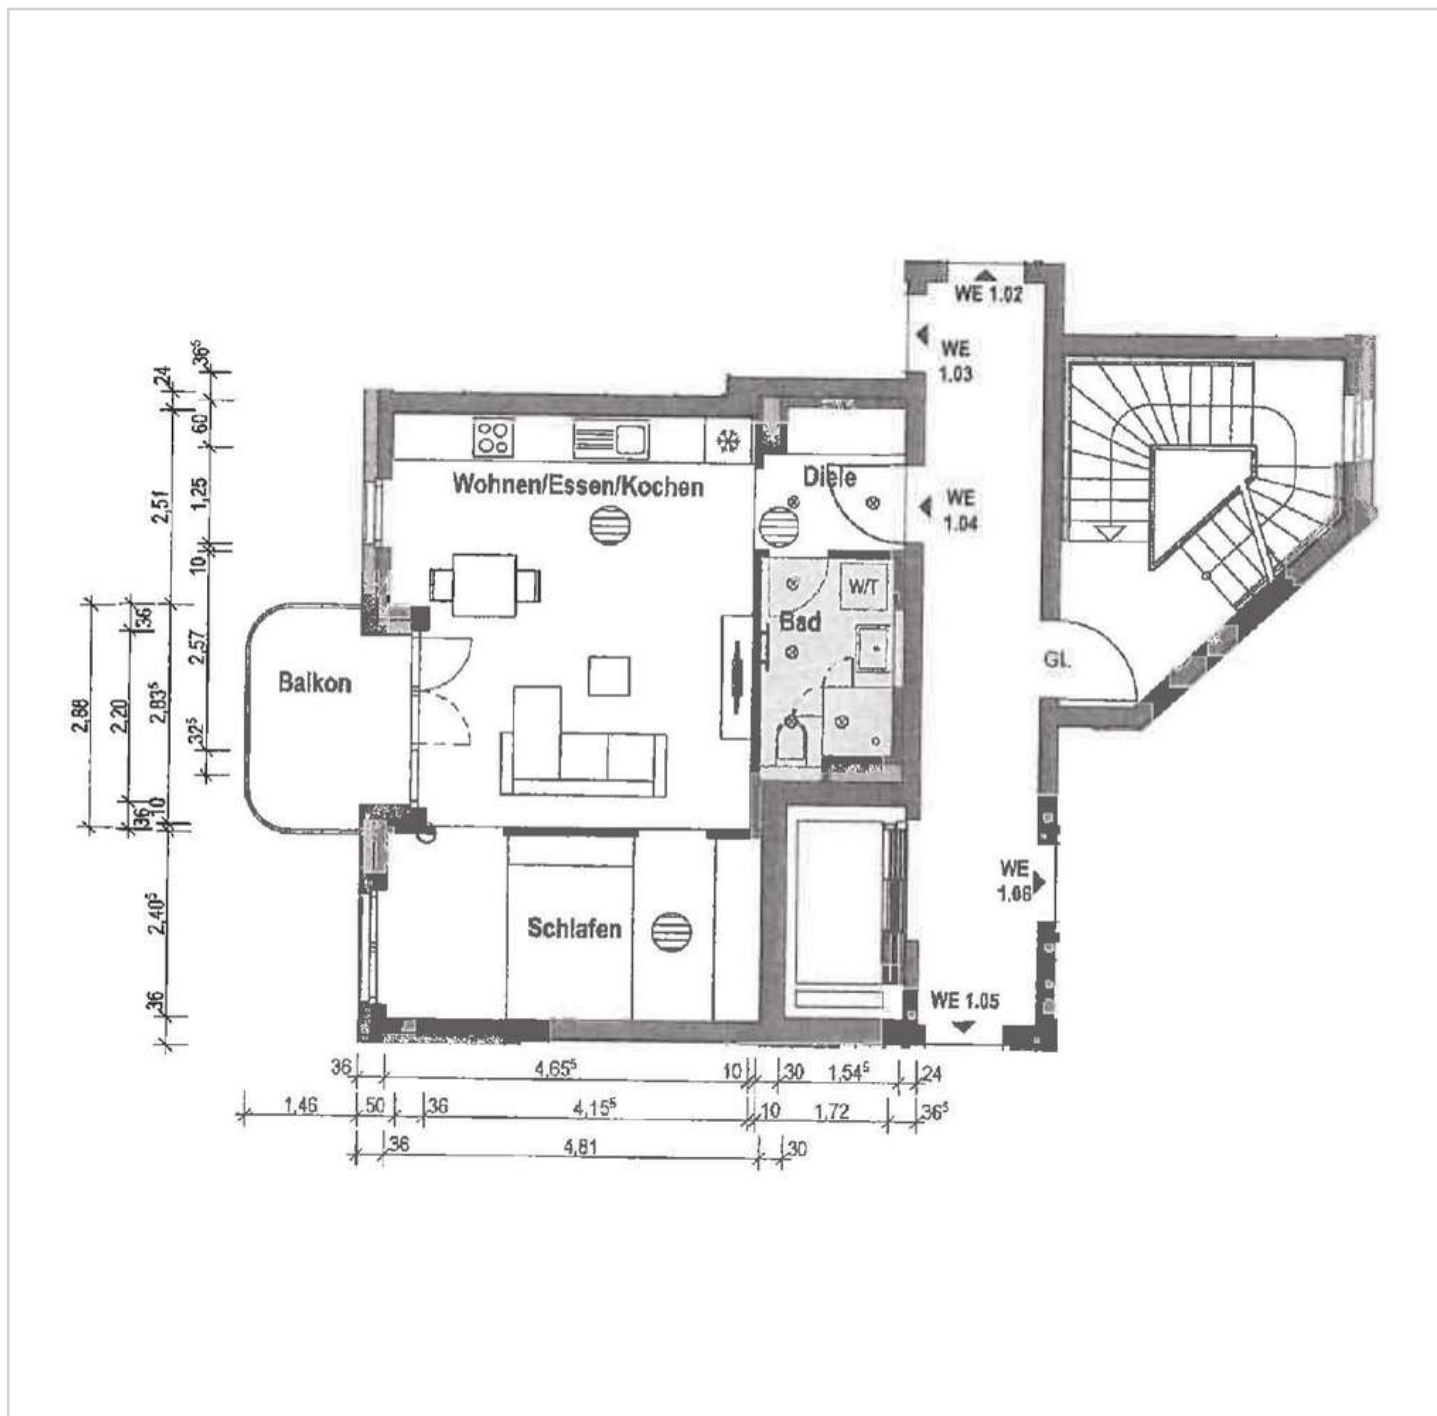 WE 1.02
WE
1.03
36⁵
24
60
Wohnen/Essen/Kochen
Diele
2,51
1,25
WE
1.04
10
W/T
36
Bad
2,57
GL
Balkon
2,88
2,20
2,83⁵
32⁵
36
10
WE
1.06
2,40⁵
Schlafen
36
WE 1.05
36
4,65⁵
10
30
1,54⁵
24
1,46
50
36
4,15⁵
10
1,72
36⁵
36
4,81
30